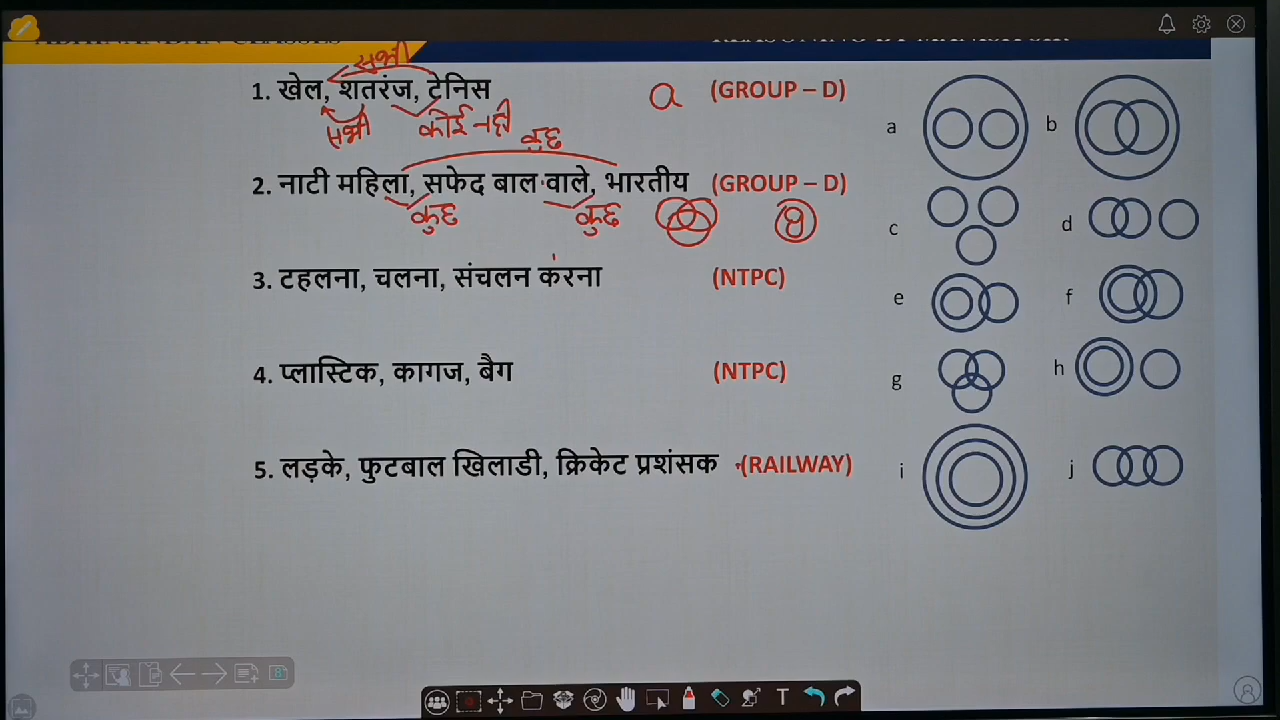 सभी
1. खेल, शतरंज, टेनिस a (GROUP – D) a b
सभी कोई नही
कुछ
2. नाटी महिला, सफेद बाल वाले, भारतीय (GROUP – D)
कुछ कुछ g c d
3. टहलना, चलना, संचलन करना (NTPC) e f
4. प्लास्टिक, कागज, बैग (NTPC) g h
5. लड़के, फुटबाल खिलाडी, क्रिकेट प्रशंसक (RAILWAY) i j
T